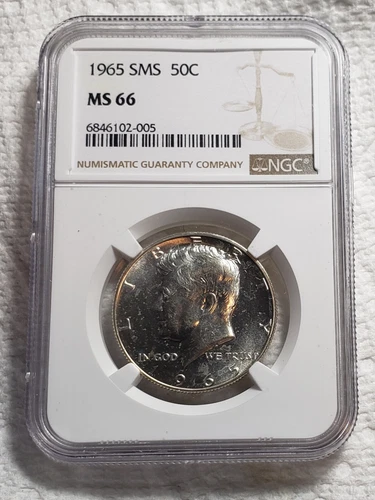 1965 SMS 50C
MS 66
6846102-005
NUMISMATIC GUARANTY COMPANY
NGC
LIBERTY
IN GOD WE TRUST
1965